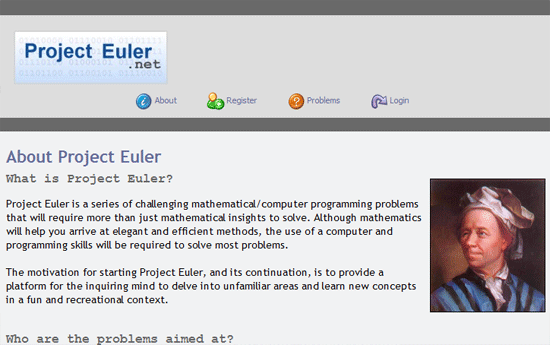 Project Euler
.net
About Register Problems Login
About Project Euler
What is Project Euler?
Project Euler is a series of challenging mathematical/computer programming problems
that will require more than just mathematical insights to solve. Although mathematics
will help you arrive at elegant and efficient methods, the use of a computer and
programming skills will be required to solve most problems.
The motivation for starting Project Euler, and its continuation, is to provide a
platform for the inquiring mind to delve into unfamiliar areas and learn new concepts
in a fun and recreational context.
Who are the problems aimed at?